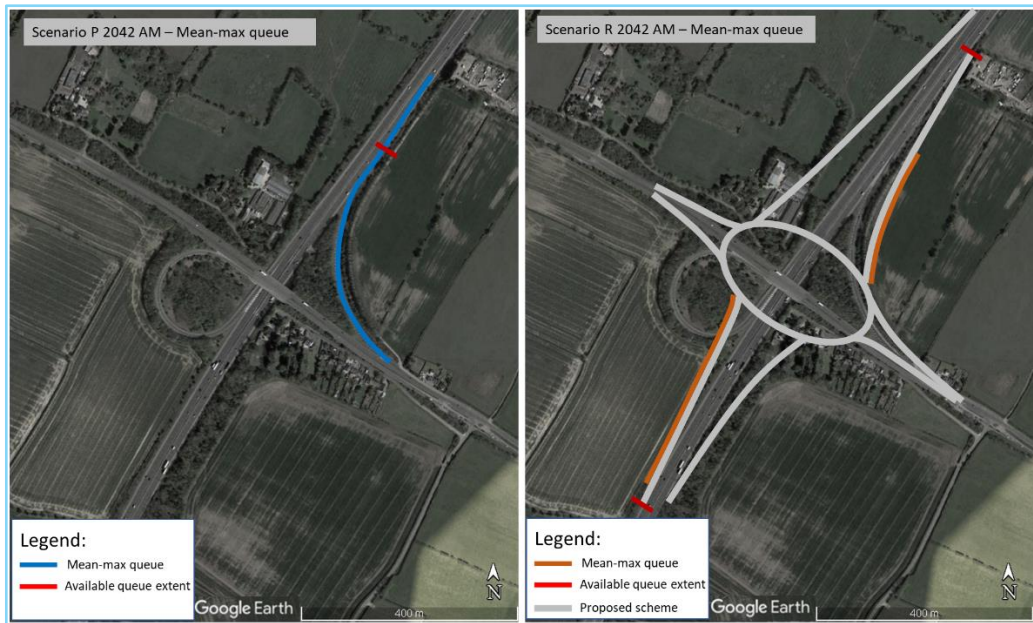 Scenario P 2042 AM – Mean-max queue
Legend:
Mean-max queue
Available queue extent
N
Google Earth
400 m
Scenario R 2042 AM – Mean-max queue
Legend:
Mean-max queue
Available queue extent
Proposed scheme
N
Google Earth
400 m